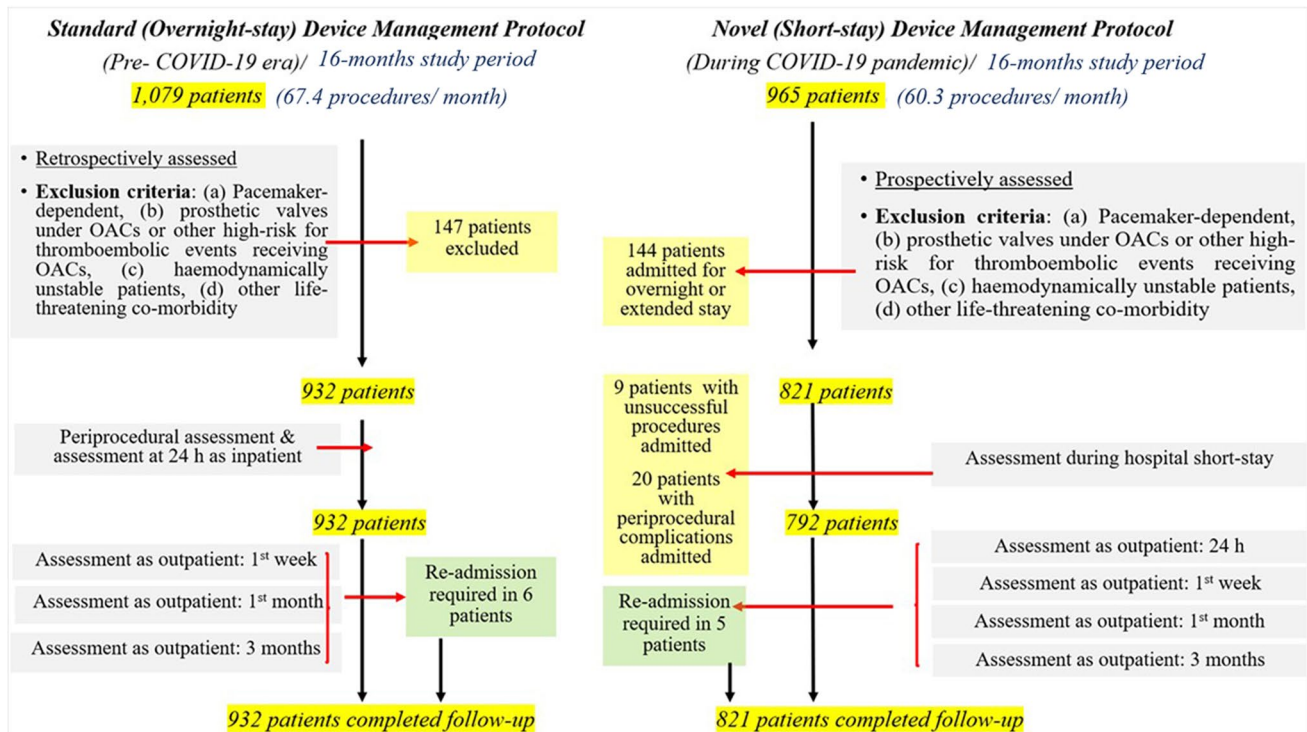 Standard (Overnight-stay) Device Management Protocol
(Pre- COVID-19 era)/ 16-months study period
1,079 patients (67.4 procedures/ month)
• Retrospectively assessed
• Exclusion criteria: (a) Pacemaker-
dependent, (b) prosthetic valves
under OACs or other high-risk for
thromboembolic events receiving
OACs, (c) haemodynamically
unstable patients, (d) other life-
threatening co-morbidity
147 patients
excluded
932 patients
Periprocedural assessment &
assessment at 24 h as inpatient
932 patients
Assessment as outpatient: 1st week
Assessment as outpatient: 1st month
Assessment as outpatient: 3 months
Re-admission
required in 6
patients
932 patients completed follow-up
Novel (Short-stay) Device Management Protocol
(During COVID-19 pandemic)/ 16-months study period
965 patients (60.3 procedures/ month)
• Prospectively assessed
• Exclusion criteria: (a) Pacemaker-dependent,
(b) prosthetic valves under OACs or other high-
risk for thromboembolic events receiving
OACs, (c) haemodynamically unstable patients,
(d) other life-threatening co-morbidity
144 patients
admitted for
overnight or
extended stay
821 patients
9 patients with
unsuccessful
procedures
admitted
20 patients
with
periprocedural
complications
admitted
Assessment during hospital short-stay
792 patients
Assessment as outpatient: 24 h
Assessment as outpatient: 1st week
Assessment as outpatient: 1st month
Assessment as outpatient: 3 months
Re-admission
required in 5
patients
821 patients completed follow-up